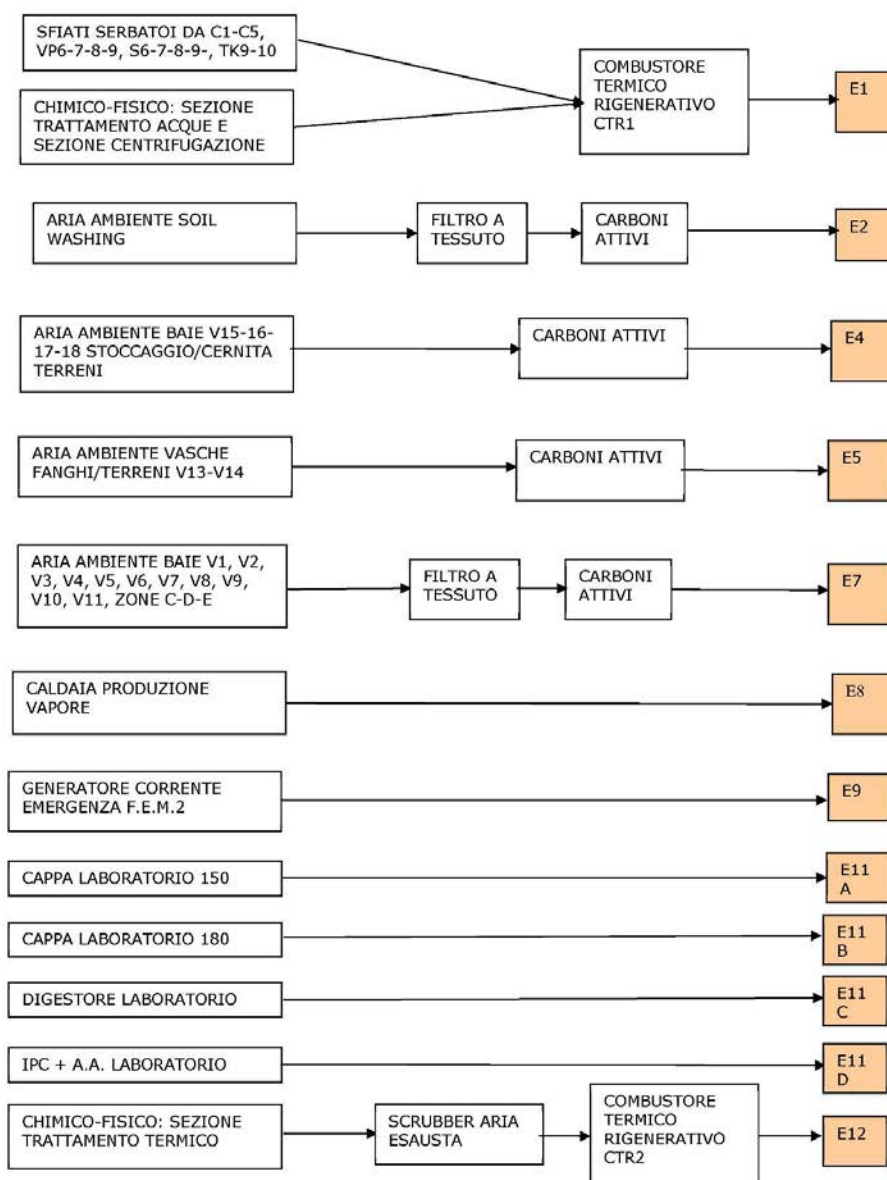 SFIATI SERBATOI DA C1-C5,
VP6-7-8-9, S6-7-8-9-, TK9-10
CHIMICO-FISICO: SEZIONE
TRATTAMENTO ACQUE E
SEZIONE CENTRIFUGAZIONE
COMBUSTORE
TERMICO
RIGENERATIVO
CTR1
E1
ARIA AMBIENTE SOIL
WASHING
FILTRO A
TESSUTO
CARBONI
ATTIVI
E2
ARIA AMBIENTE BAIE V15-16-
17-18 STOCCAGGIO/CERNITA
TERRENI
CARBONI ATTIVI
E4
ARIA AMBIENTE VASCHE
FANGHI/TERRENI V13-V14
CARBONI ATTIVI
E5
ARIA AMBIENTE BAIE V1, V2,
V3, V4, V5, V6, V7, V8, V9,
V10, V11, ZONE C-D-E
FILTRO A
TESSUTO
CARBONI
ATTIVI
E7
CALDAIA PRODUZIONE
VAPORE
E8
GENERATORE CORRENTE
EMERGENZA F.E.M.2
E9
CAPPA LABORATORIO 150
E11
A
CAPPA LABORATORIO 180
E11
B
DIGESTORE LABORATORIO
E11
C
IPC + A.A. LABORATORIO
E11
D
CHIMICO-FISICO: SEZIONE
TRATTAMENTO TERMICO
SCRUBBER ARIA
ESAUSTA
COMBUSTORE
TERMICO
RIGENERATIVO
CTR2
E12